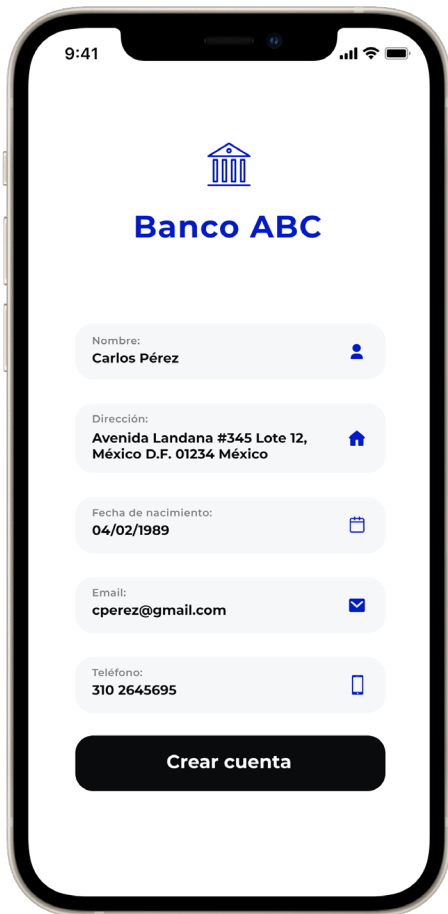 9:41
Banco ABC
Nombre:
Carlos Pérez
Dirección:
Avenida Landana #345 Lote 12,
México D.F. 01234 México
Fecha de nacimiento:
04/02/1989
Email:
cperez@gmail.com
Teléfono:
310 2645695
Crear cuenta